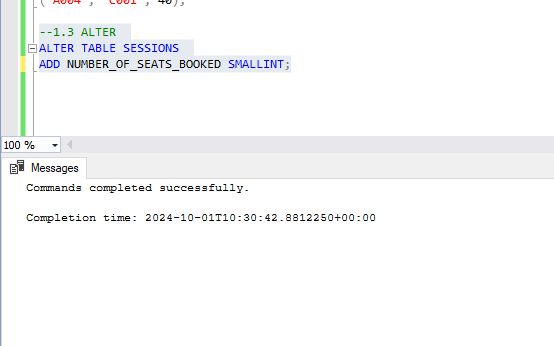 ('A004', 'C001', 40);
--1.3 ALTER
ALTER TABLE SESSIONS
ADD NUMBER_OF_SEATS_BOOKED SMALLINT;
100 %
Messages
Commands completed successfully.
Completion time: 2024-10-01T10:30:42.8812250+00:00